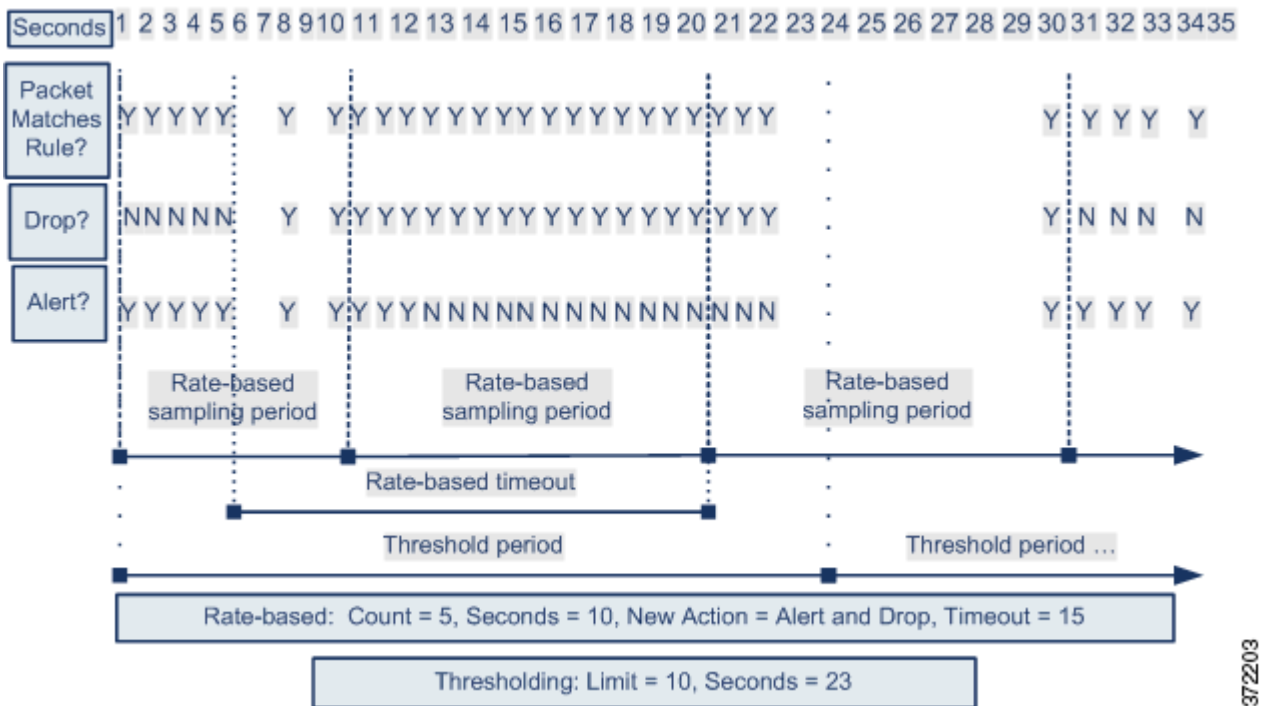 Seconds 1 2 3 4 5 6 7 8 9 10 11 12 13 14 15 16 17 18 19 20 21 22 23 24 25 26 27 28 29 30 31 32 33 34 35
Packet
Matches
Rule?
Y Y Y Y Y Y Y Y Y Y Y Y Y Y Y Y Y Y Y Y Y Y Y Y Y Y Y Y Y Y
Drop?
N N N N N Y Y Y Y Y Y Y Y Y Y Y Y Y Y Y Y Y Y Y Y Y N N N N
Alert?
Y Y Y Y Y Y Y Y Y Y N N N N N N N N N N N N N N N Y Y Y Y Y
Rate-based
sampling period
Rate-based
sampling period
Rate-based
sampling period
Rate-based timeout
Threshold period
Threshold period ...
Rate-based: Count = 5, Seconds = 10, New Action = Alert and Drop, Timeout = 15
Thresholding: Limit = 10, Seconds = 23
372203